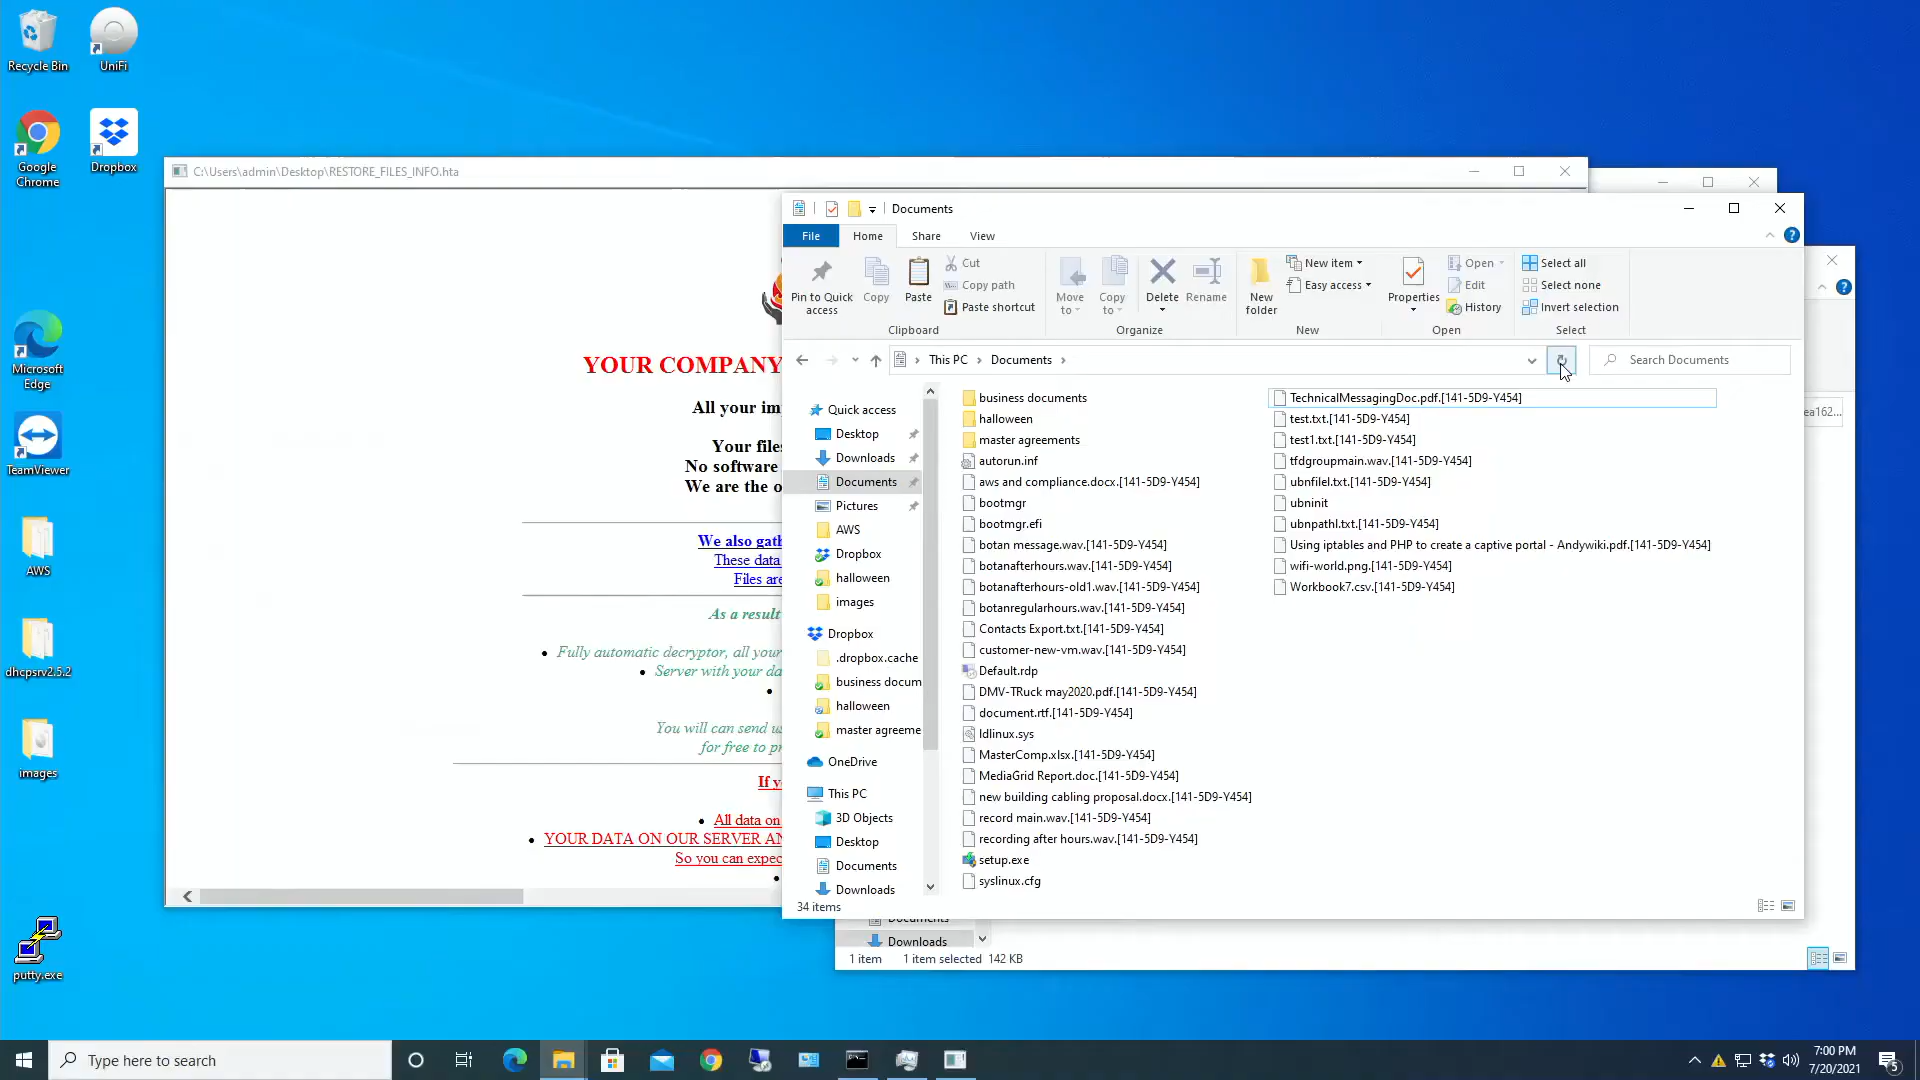 Recycle Bin
UniFi
Google Chrome
Dropbox
Microsoft Edge
TeamViewer
AWS
dhcpsrv2.5.2
images
putty.exe
C:\Users\admin\Desktop\RESTORE_FILES_INFO.hta
YOUR COMPANY
All your
Your files
No software
We are the
We also
These data
Files are
As a result
Fully automatic decryptor, all your
Server with your
You will can send us
for free to
If
All data on
YOUR DATA ON OUR SERVER
So you can
Documents
File Home Share View
Pin to Quick access
Copy
Paste
Cut
Copy path
Paste shortcut
Clipboard
Move to
Copy to
Delete
Rename
Organize
New folder
New item
Easy access
New
Properties
Open
Edit
History
Open
Select all
Select none
Invert selection
Select
This PC > Documents >
Search Documents
Quick access
Desktop
Downloads
Documents
Pictures
AWS
Dropbox
halloween
images
Dropbox
.dropbox.cache
business docum
halloween
master agreeme
OneDrive
This PC
3D Objects
Desktop
Documents
Downloads
business documents
halloween
master agreements
autorun.inf
aws and compliance.docx.[141-5D9-Y454]
bootmgr
bootmgr.efi
botan message.wav.[141-5D9-Y454]
botanafterhours.wav.[141-5D9-Y454]
botanafterhours-old1.wav.[141-5D9-Y454]
botanregularhours.wav.[141-5D9-Y454]
Contacts Export.txt.[141-5D9-Y454]
customer-new-vm.wav.[141-5D9-Y454]
Default.rdp
DMV-TRuck may2020.pdf.[141-5D9-Y454]
document.rtf.[141-5D9-Y454]
ldlinux.sys
MasterComp.xlsx.[141-5D9-Y454]
MediaGrid Report.doc.[141-5D9-Y454]
new building cabling proposal.docx.[141-5D9-Y454]
record main.wav.[141-5D9-Y454]
recording after hours.wav.[141-5D9-Y454]
setup.exe
syslinux.cfg
TechnicalMessagingDoc.pdf.[141-5D9-Y454]
test.txt.[141-5D9-Y454]
test1.txt.[141-5D9-Y454]
tfdgroupmain.wav.[141-5D9-Y454]
ubnfilel.txt.[141-5D9-Y454]
ubninit
ubnpathl.txt.[141-5D9-Y454]
Using iptables and PHP to create a captive portal - Andywiki.pdf.[141-5D9-Y454]
wifi-world.png.[141-5D9-Y454]
Workbook7.csv.[141-5D9-Y454]
34 items
ea162...
Downloads
1 item 1 item selected 142 KB
Type here to search
7:00 PM
7/20/2021
5